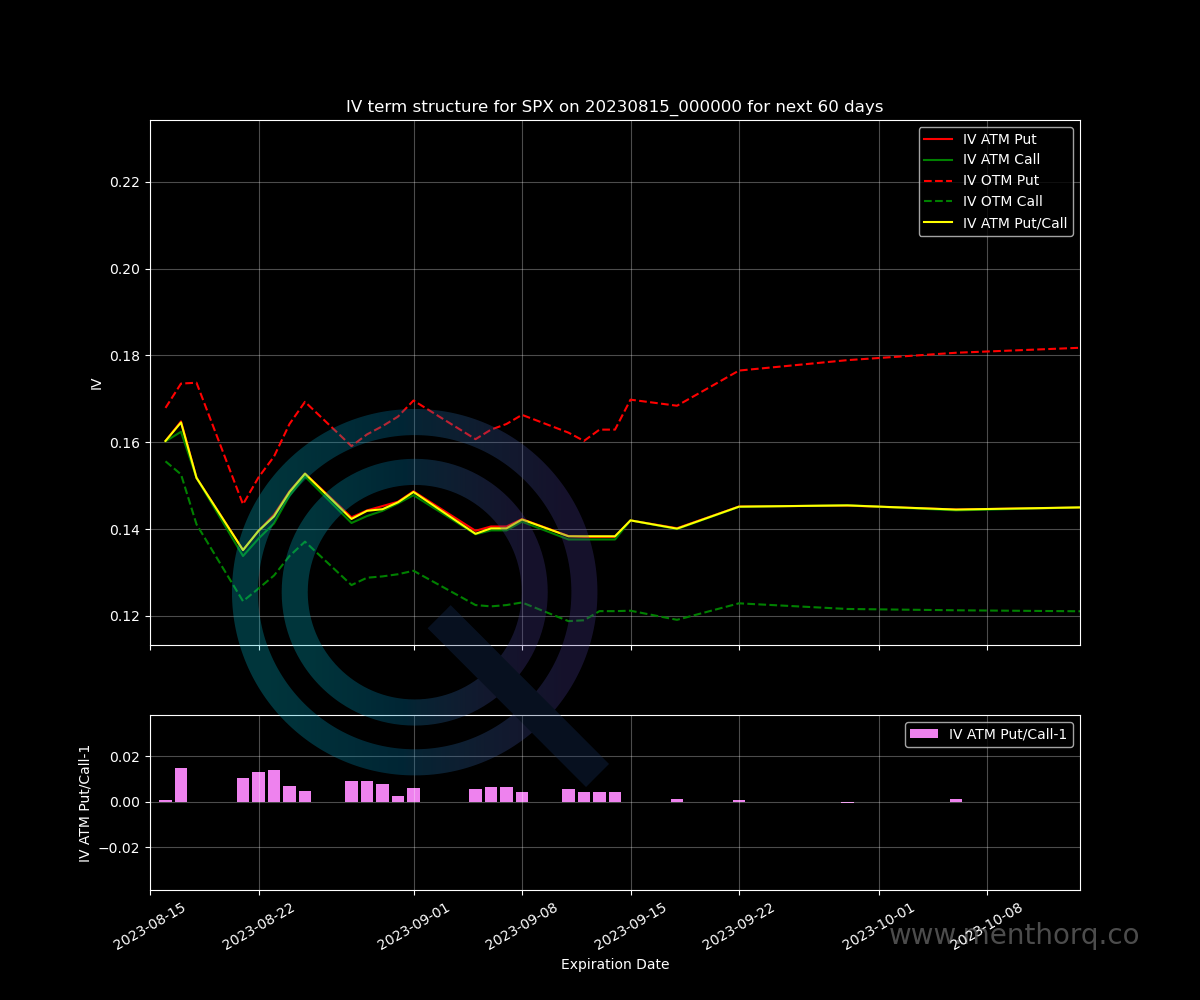 IV term structure for SPX on 20230815_000000 for next 60 days
IV ATM Put
IV ATM Call
IV OTM Put
IV OTM Call
IV ATM Put/Call
0.22
0.20
0.18
0.16
0.14
0.12
IV
IV ATM Put/Call-1
0.02
0.00
−0.02
IV ATM Put/Call-1
2023-08-15
2023-08-22
2023-09-01
2023-09-08
2023-09-15
2023-09-22
2023-10-01
2023-10-08
www.menthorq.co
Expiration Date